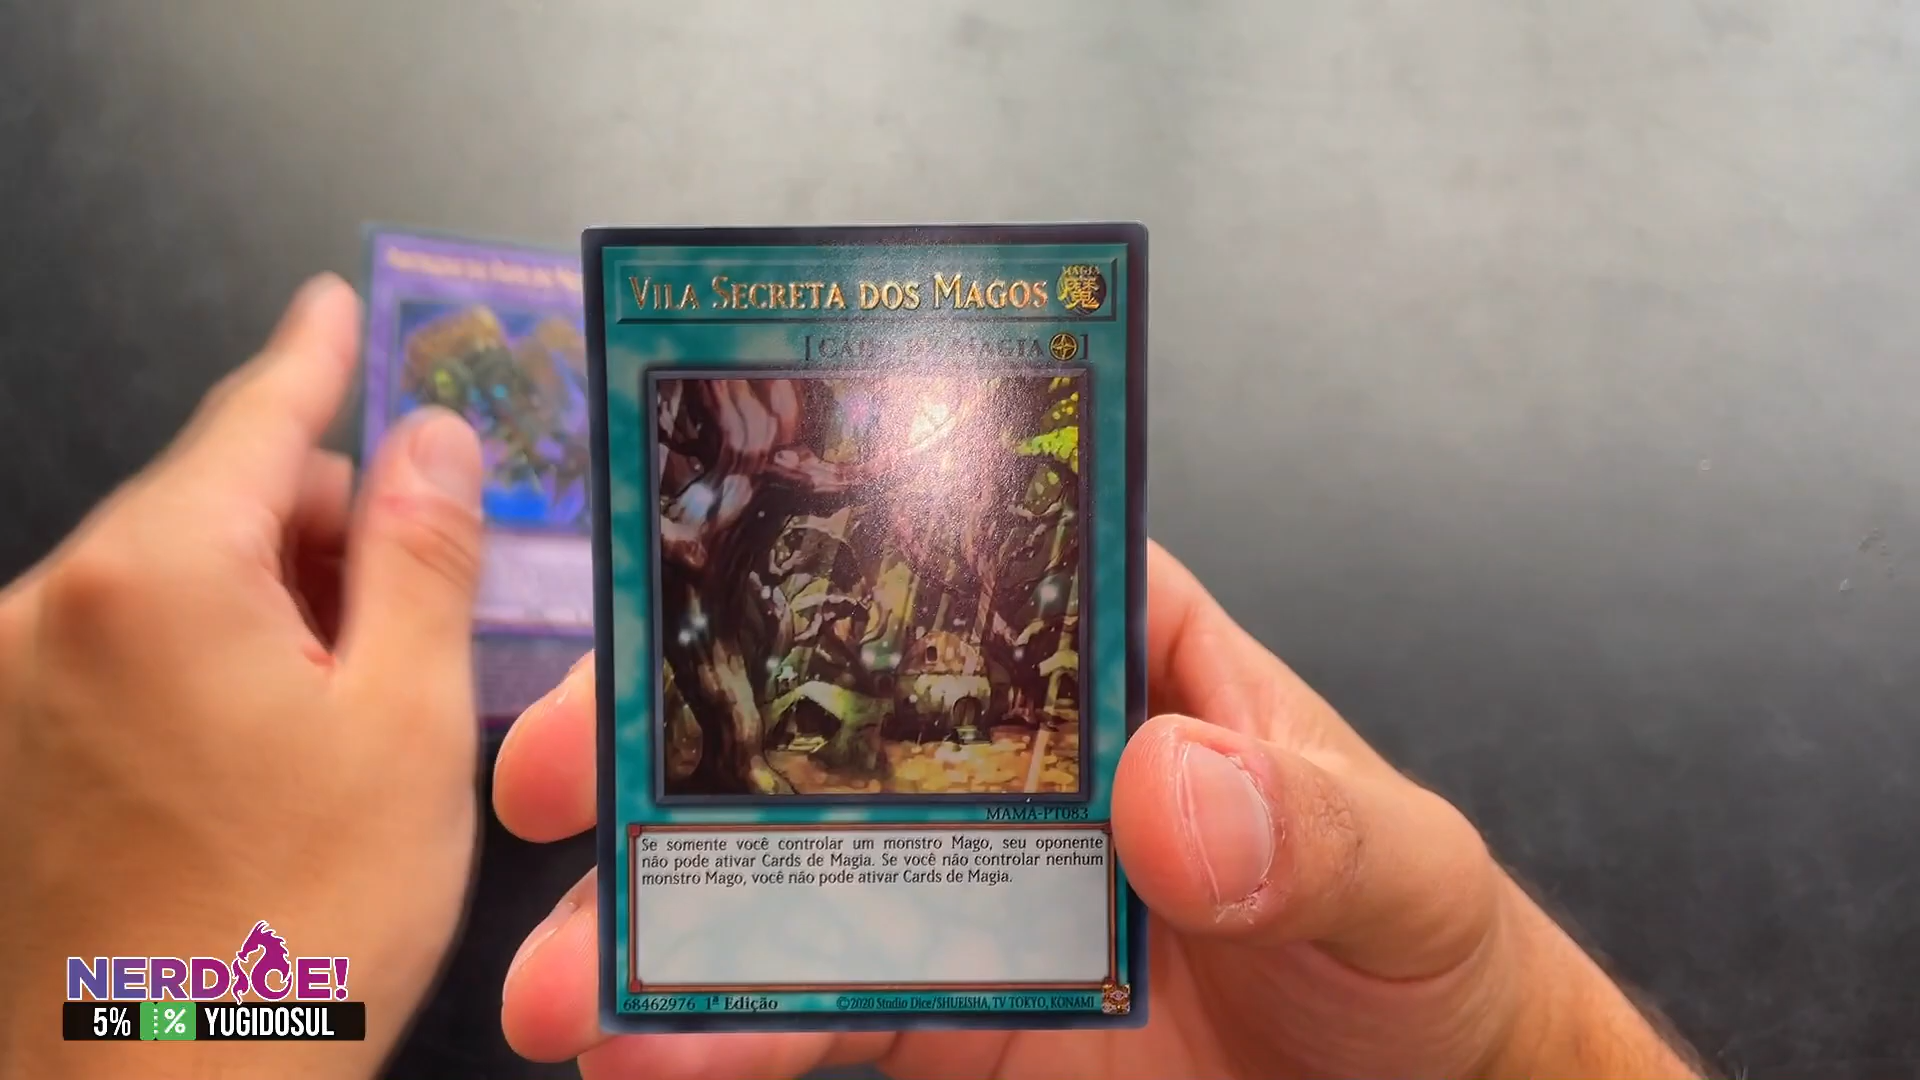 VILA SECRETA DOS MAGOS
MAGIA
魔
MAGIA
MAMA-PT083
Se somente você controlar um monstro Mago, seu oponente
não pode ativar Cards de Magia. Se você não controlar nenhum
monstro Mago, você não pode ativar Cards de Magia.
68462976 1ª Edição
©2020 Studio Dice/SHUEISHA, TV TOKYO, KONAMI
NERDICE!
5% % YUGIDOSUL